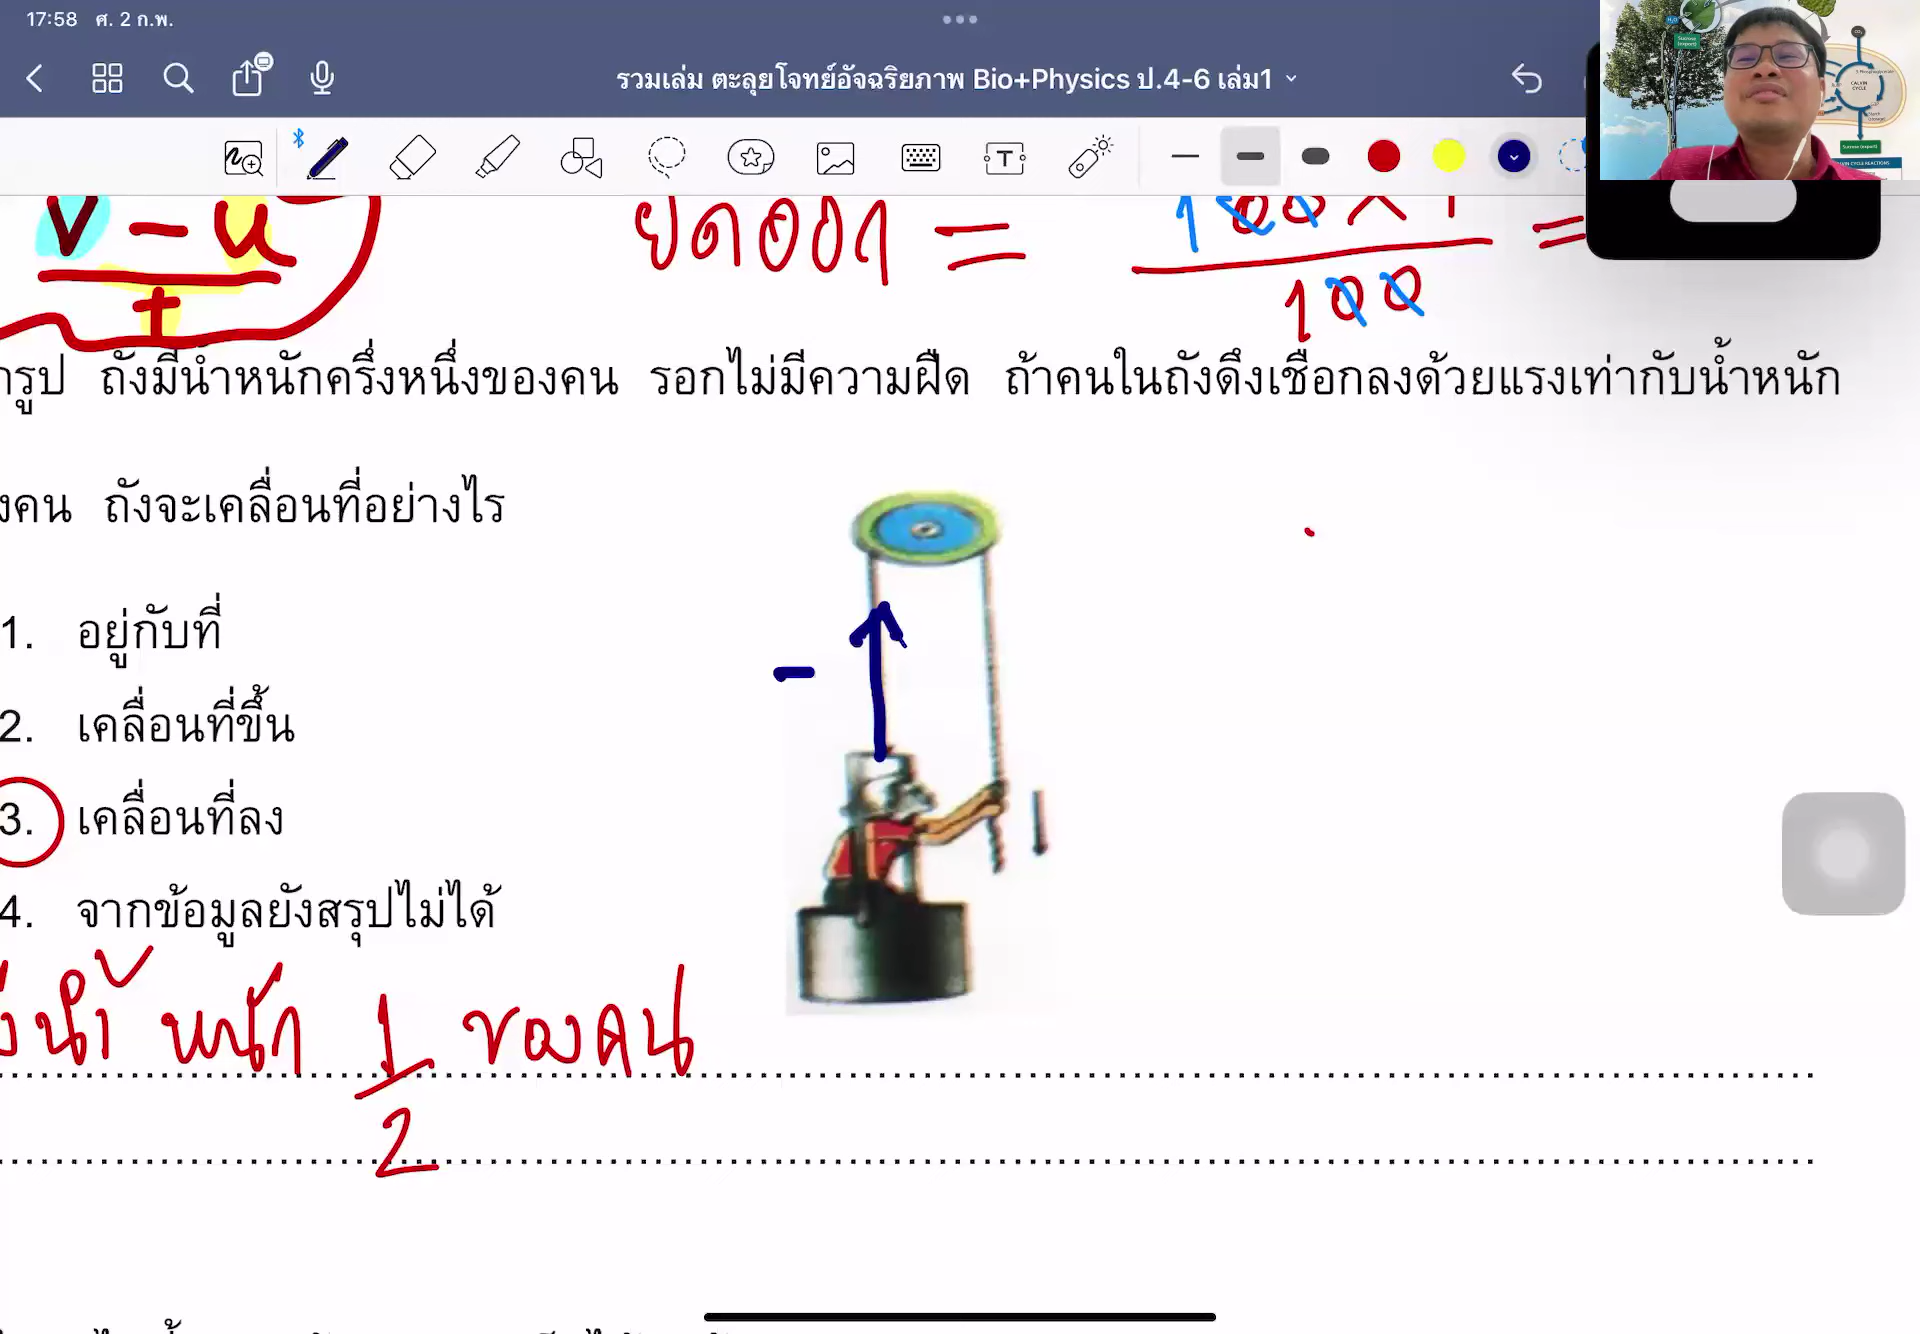 17:58 ศ. 2 ก.พ.
รวมเล่ม ตะลุยโจทย์อัจฉริยภาพ Bio+Physics ป.4-6 เล่ม1
v - u
t
ยืดออก =
100
=
รูป ถังมีน้ำหนักครึ่งหนึ่งของคน รอกไม่มีความฝืด ถ้าคนในถังดึงเชือกลงด้วยแรงเท่ากับน้ำหนัก
งคน ถังจะเคลื่อนที่อย่างไร
1. อยู่กับที่
2. เคลื่อนที่ขึ้น
3. เคลื่อนที่ลง
4. จากข้อมูลยังสรุปไม่ได้
น้ำหนัก 1/2 ของคน